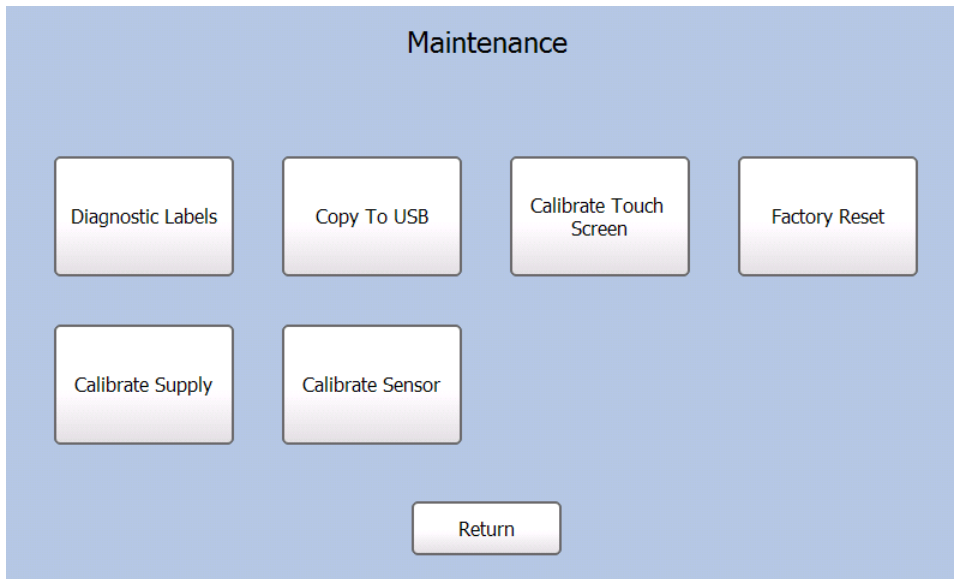 Maintenance
Diagnostic Labels
Copy To USB
Calibrate Touch
Screen
Factory Reset
Calibrate Supply
Calibrate Sensor
Return